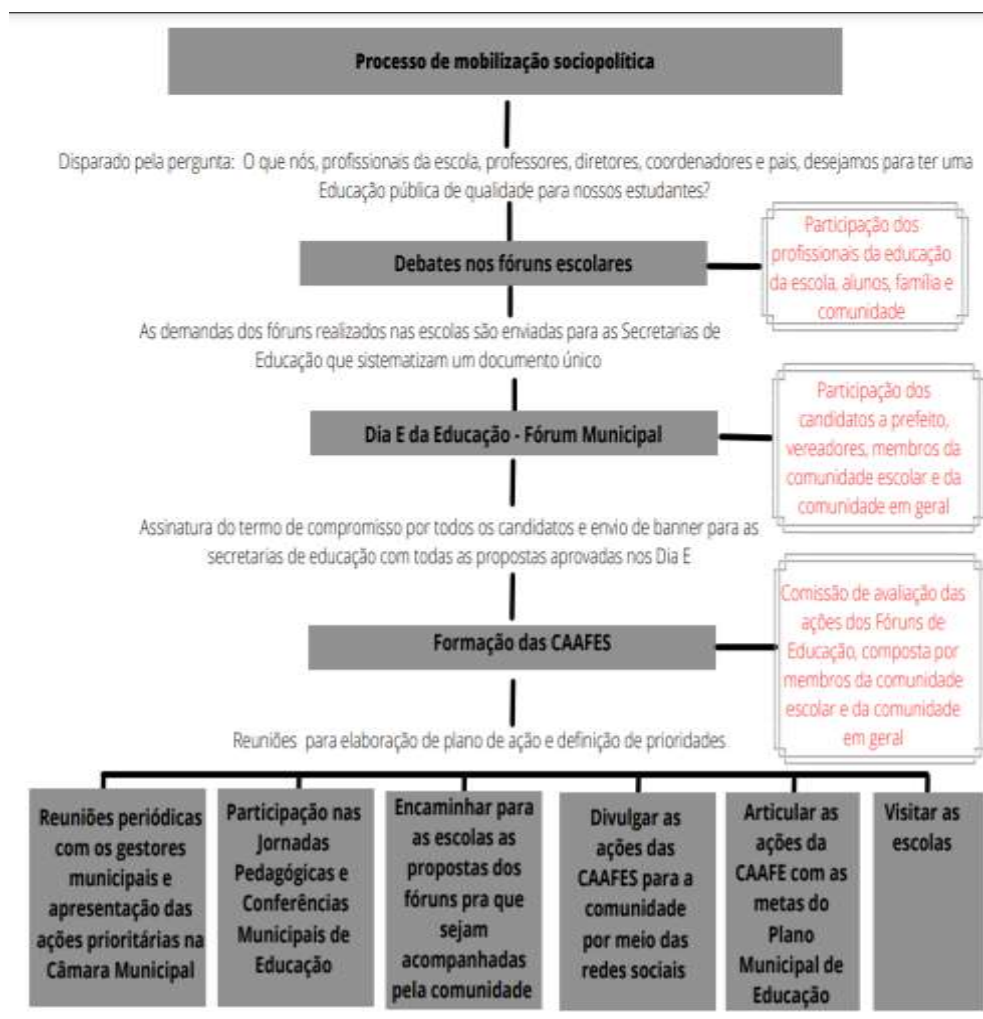 Processo de mobilização sociopolítica
Disparado pela pergunta: O que nós, profissionais da escola, professores, diretores, coordenadores e pais, desejamos para ter uma
Educação pública de qualidade para nossos estudantes?
Debates nos fóruns escolares
Participação dos
profissionais da educação
da escola, alunos, família e
comunidade
As demandas dos fóruns realizados nas escolas são enviadas para as Secretarias de
Educação que sistematizam um documento único
Dia E da Educação - Fórum Municipal
Participação dos
candidatos a prefeito,
vereadores, membros da
comunidade escolar e da
comunidade em geral
Assinatura do termo de compromisso por todos os candidatos e envio de banner para as
secretarias de educação com todas as propostas aprovadas nos Dia E
Formação das CAAFES
Comissão de avaliação das
ações dos Fóruns de
Educação, composta por
membros da comunidade
escolar e da comunidade
em geral
Reuniões para elaboração de plano de ação e definição de prioridades
Reuniões periódicas
com os gestores
municipais e
apresentação das
ações prioritárias na
Câmara Municipal
Participação nas
Jornadas
Pedagógicas e
Conferências
Municipais de
Educação
Encaminhar para
as escolas as
propostas dos
fóruns pra que
sejam
acompanhadas
pela comunidade
Divulgar as
ações das
CAAFES para a
comunidade
por meio das
redes sociais
Articular as
ações da
CAAFE com as
metas do
Plano
Municipal de
Educação
Visitar as
escolas